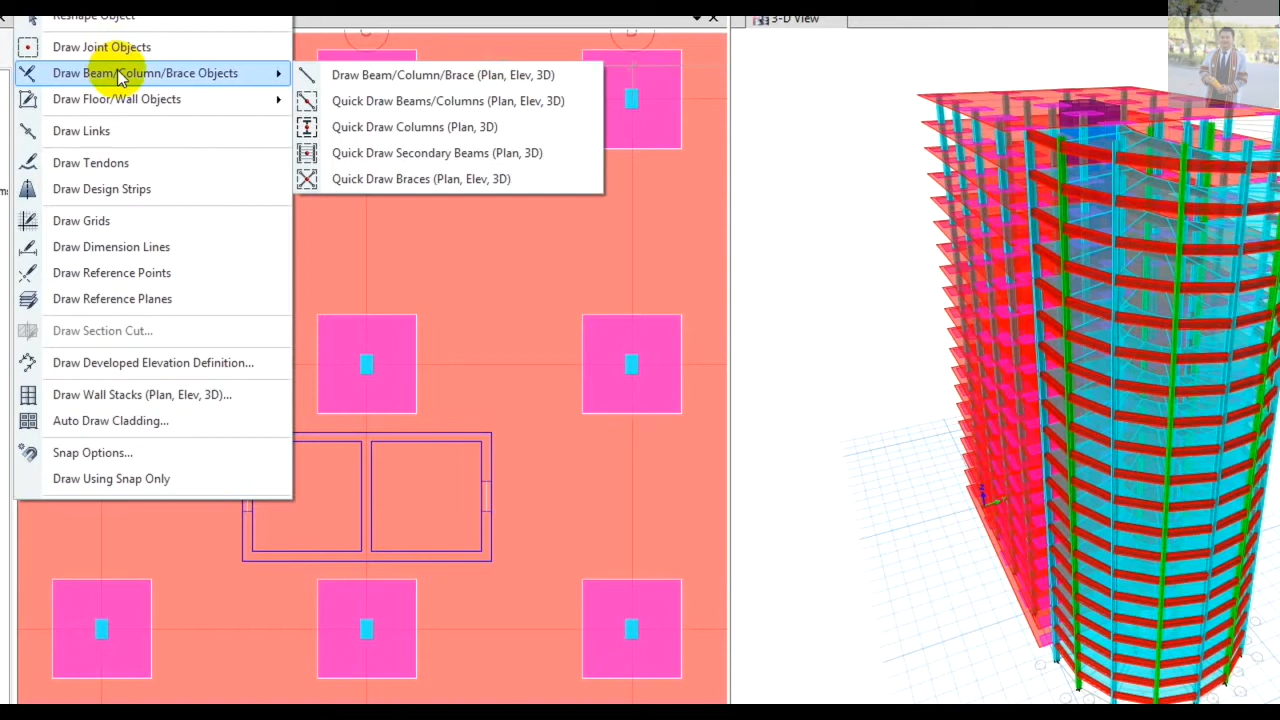 Reshape Object
3-D View
Draw Joint Objects
Draw Beam/Column/Brace Objects
Draw Beam/Column/Brace (Plan, Elev, 3D)
Draw Floor/Wall Objects
Quick Draw Beams/Columns (Plan, Elev, 3D)
Draw Links
Quick Draw Columns (Plan, 3D)
Quick Draw Secondary Beams (Plan, 3D)
Draw Tendons
Quick Draw Braces (Plan, Elev, 3D)
Draw Design Strips
Draw Grids
Draw Dimension Lines
Draw Reference Points
Draw Reference Planes
Draw Section Cut...
Draw Developed Elevation Definition...
Draw Wall Stacks (Plan, Elev, 3D)...
Auto Draw Cladding...
Snap Options...
Draw Using Snap Only